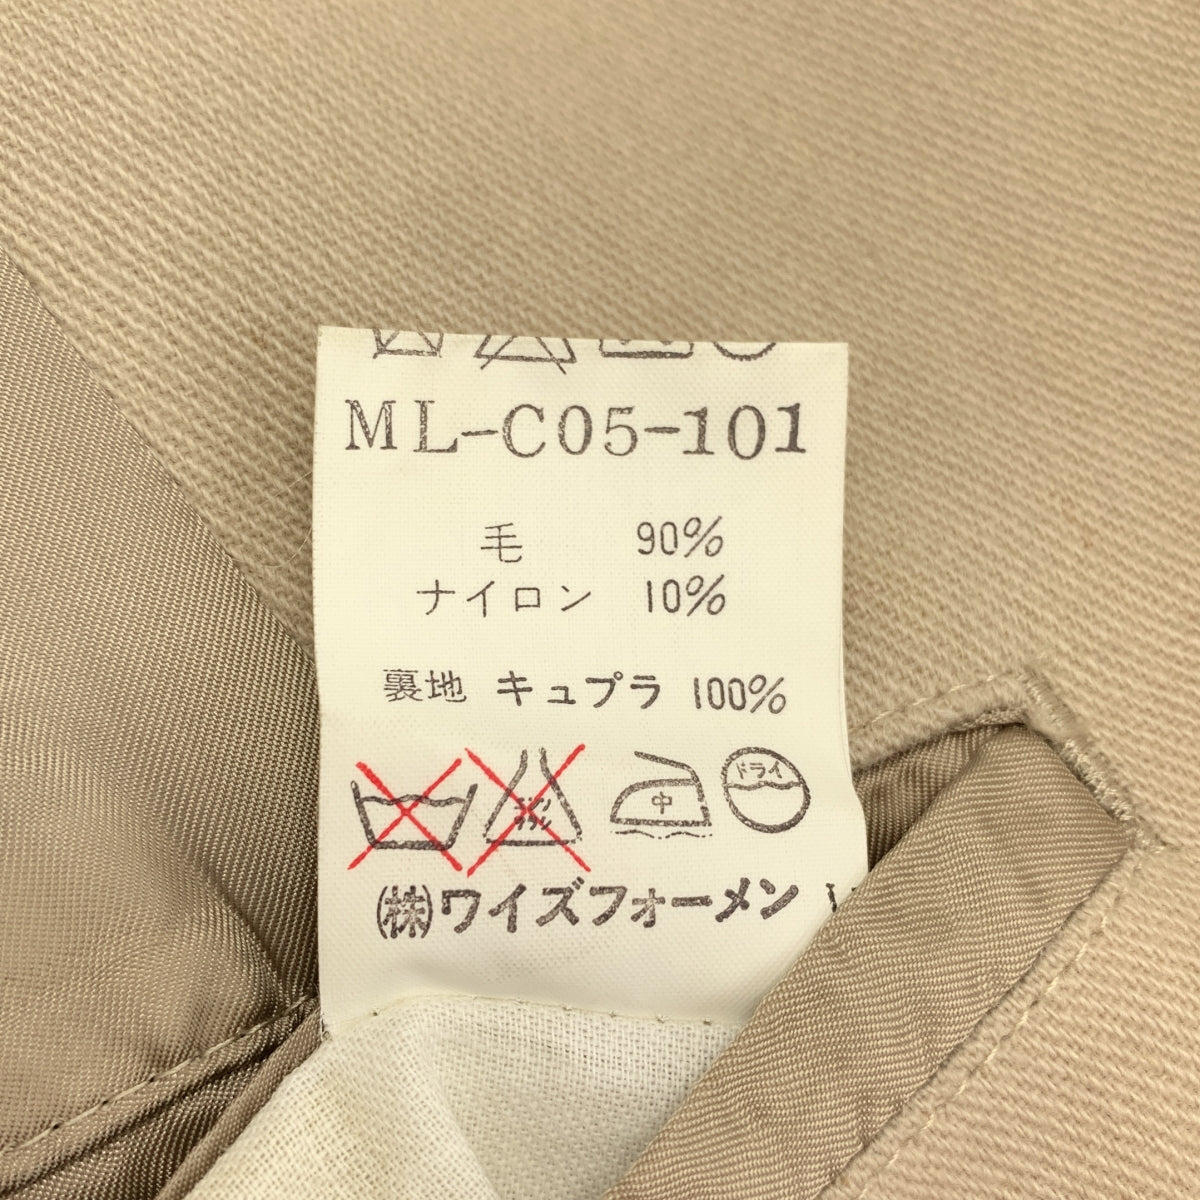 ML-C05-101
毛 90%
ナイロン 10%
裏地 キュプラ 100%
中 ドライ
(株)ワイズフォーメン